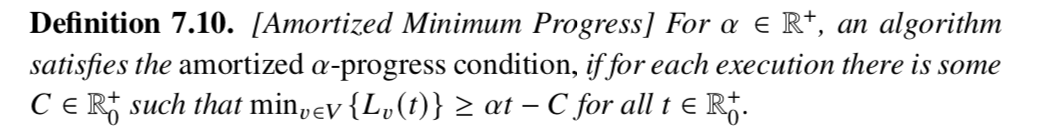 Definition 7.10. [Amortized Minimum Progress] For α ∈ ℝ⁺, an algorithm
satisfies the amortized α-progress condition, if for each execution there is some
C ∈ ℝ₀⁺ such that min_{v∈V} {L_v(t)} ≥ αt − C for all t ∈ ℝ₀⁺.